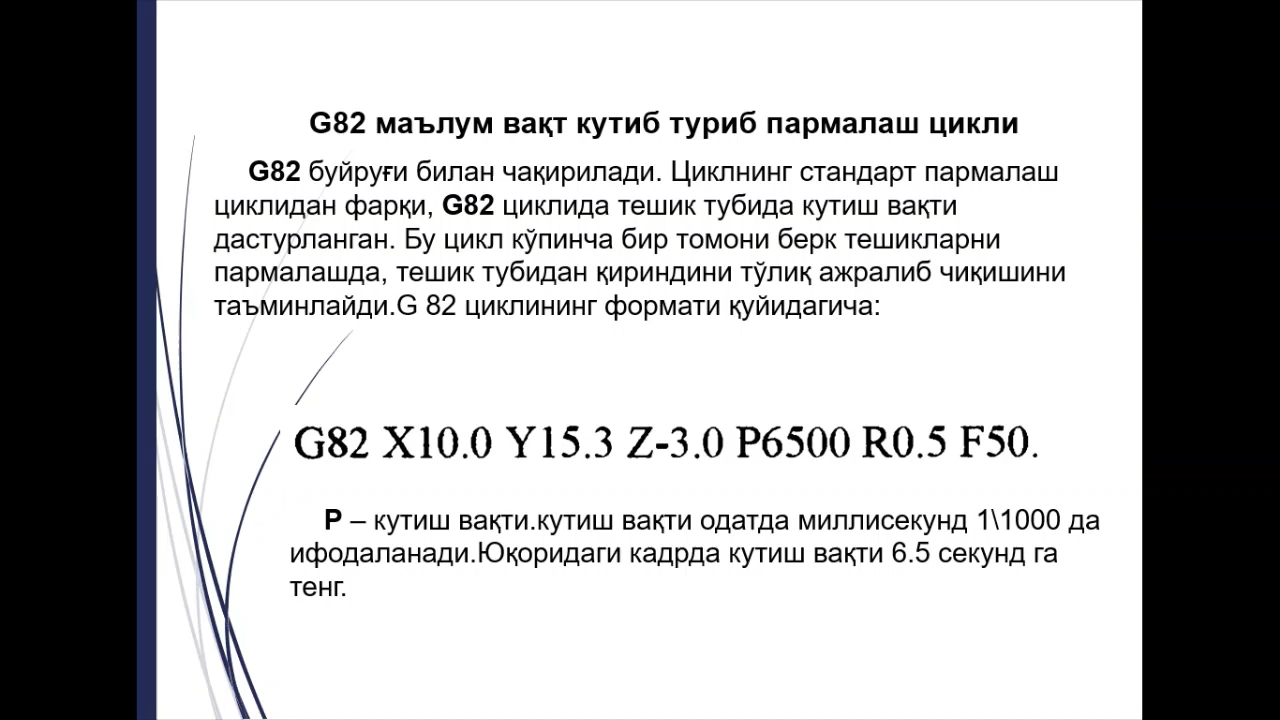 G82 маълум вақт кутиб туриб пармалаш цикли
G82 буйруғи билан чақирилади. Циклнинг стандарт пармалаш
циклидан фарқи, G82 циклида тешик тубида кутиш вақти
дастурланган. Бу цикл кўпинча бир томони берк тешикларни
пармалашда, тешик тубидан қириндини тўлиқ ажралиб чиқишини
таъминлайди.G 82 циклининг формати қуйидагича:
G82 X10.0 Y15.3 Z-3.0 P6500 R0.5 F50.
P – кутиш вақти.кутиш вақти одатда миллисекунд 1\1000 да
ифодаланади.Юқоридаги кадрда кутиш вақти 6.5 секунд га
тенг.